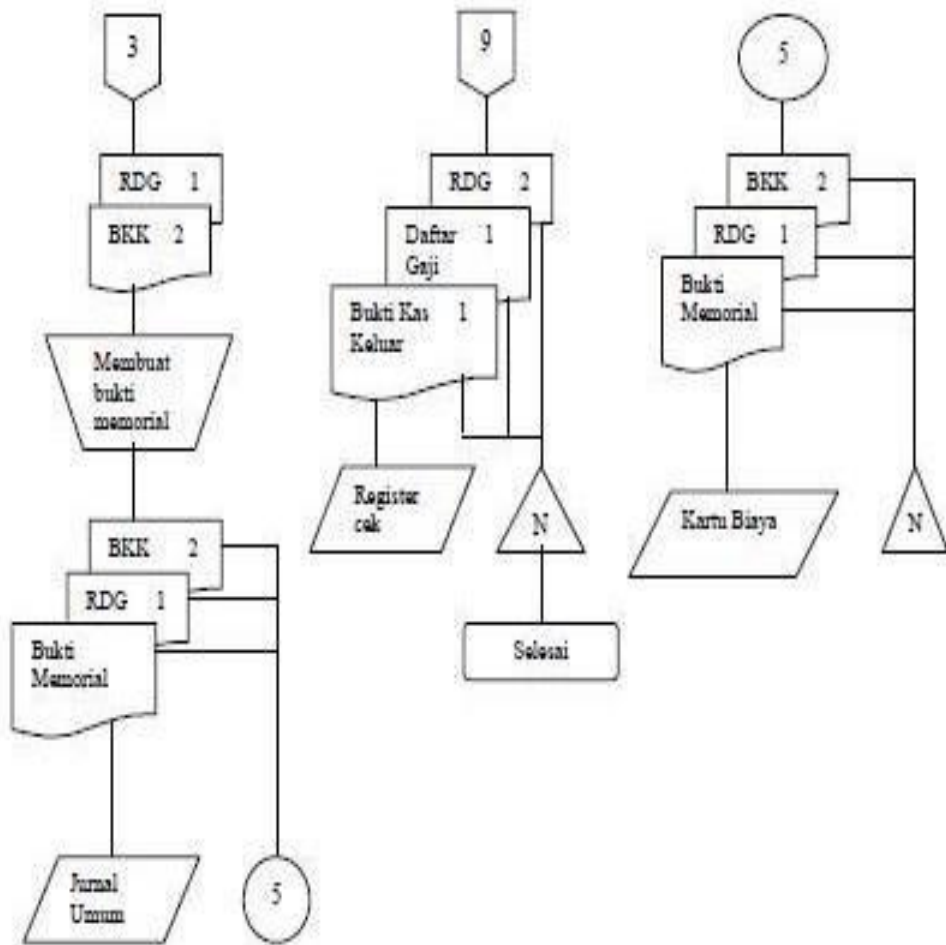 3
RDG 1
BKK 2
Membuat
bukti
memorial
BKK 2
RDG 1
Bukti
Memorial
Jurnal
Umum
5
9
RDG 2
Daftar 1
Gaji
Bukti Kas 1
Keluar
Register
cek
N
Selesai
5
BKK 2
RDG 1
Bukti
Memorial
Kartu Biaya
N